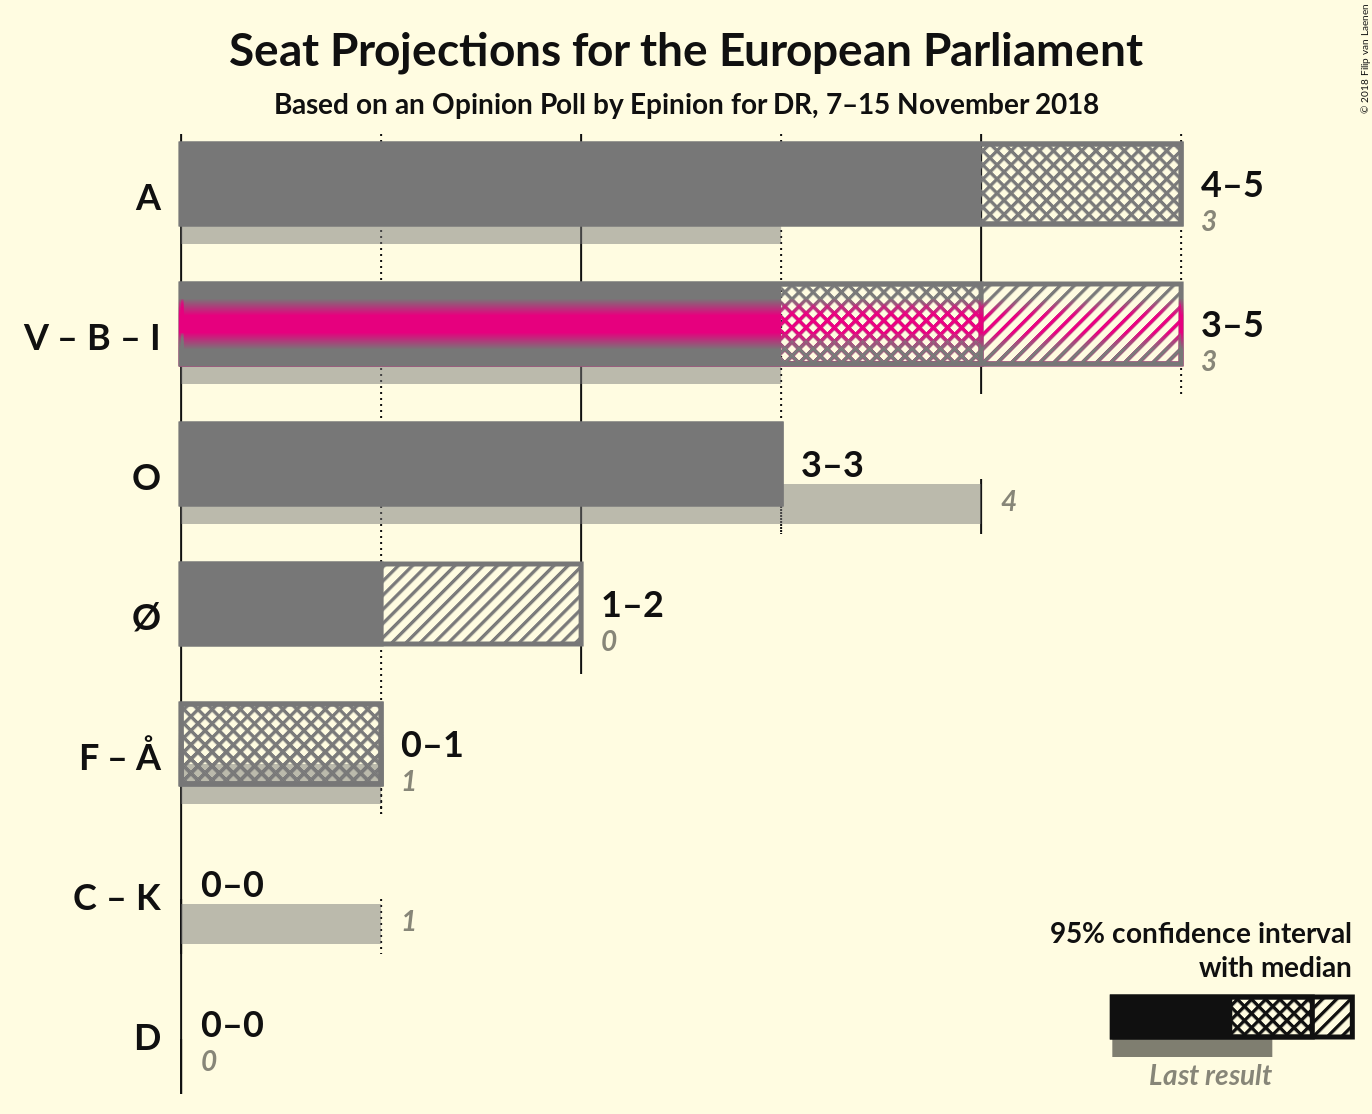 Seat Projections for the European Parliament
Based on an Opinion Poll by Epinion for DR, 7–15 November 2018
© 2018 Filip van Laenen
A
4–5
3
V – B – I
3–5
3
O
3–3
4
Ø
1–2
0
F – Å
0–1
1
C – K
0–0
1
D
0–0
0
95% confidence interval
with median
Last result